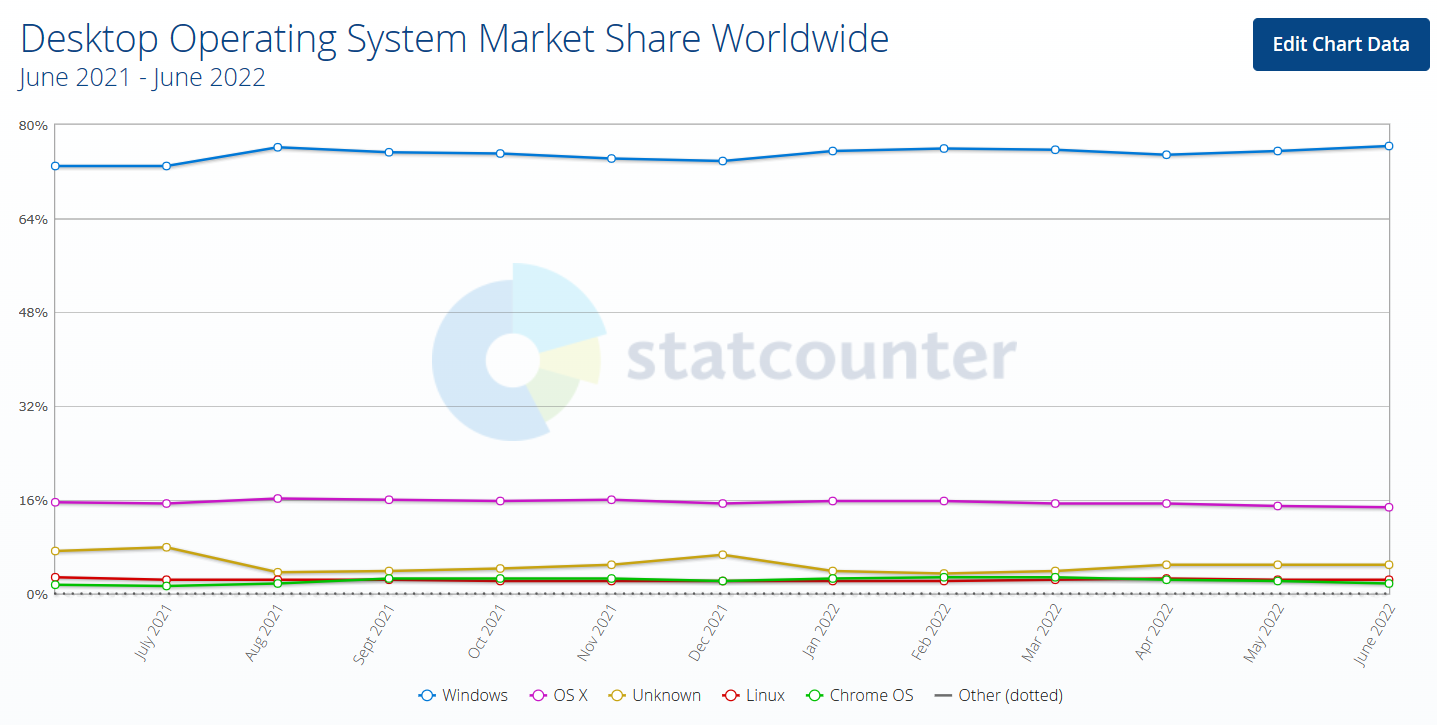 Desktop Operating System Market Share Worldwide
June 2021 - June 2022
Edit Chart Data
80%
64%
48%
32%
16%
0%
statcounter
July 2021
Aug 2021
Sept 2021
Oct 2021
Nov 2021
Dec 2021
Jan 2022
Feb 2022
Mar 2022
Apr 2022
May 2022
June 2022
Windows OS X Unknown Linux Chrome OS Other (dotted)